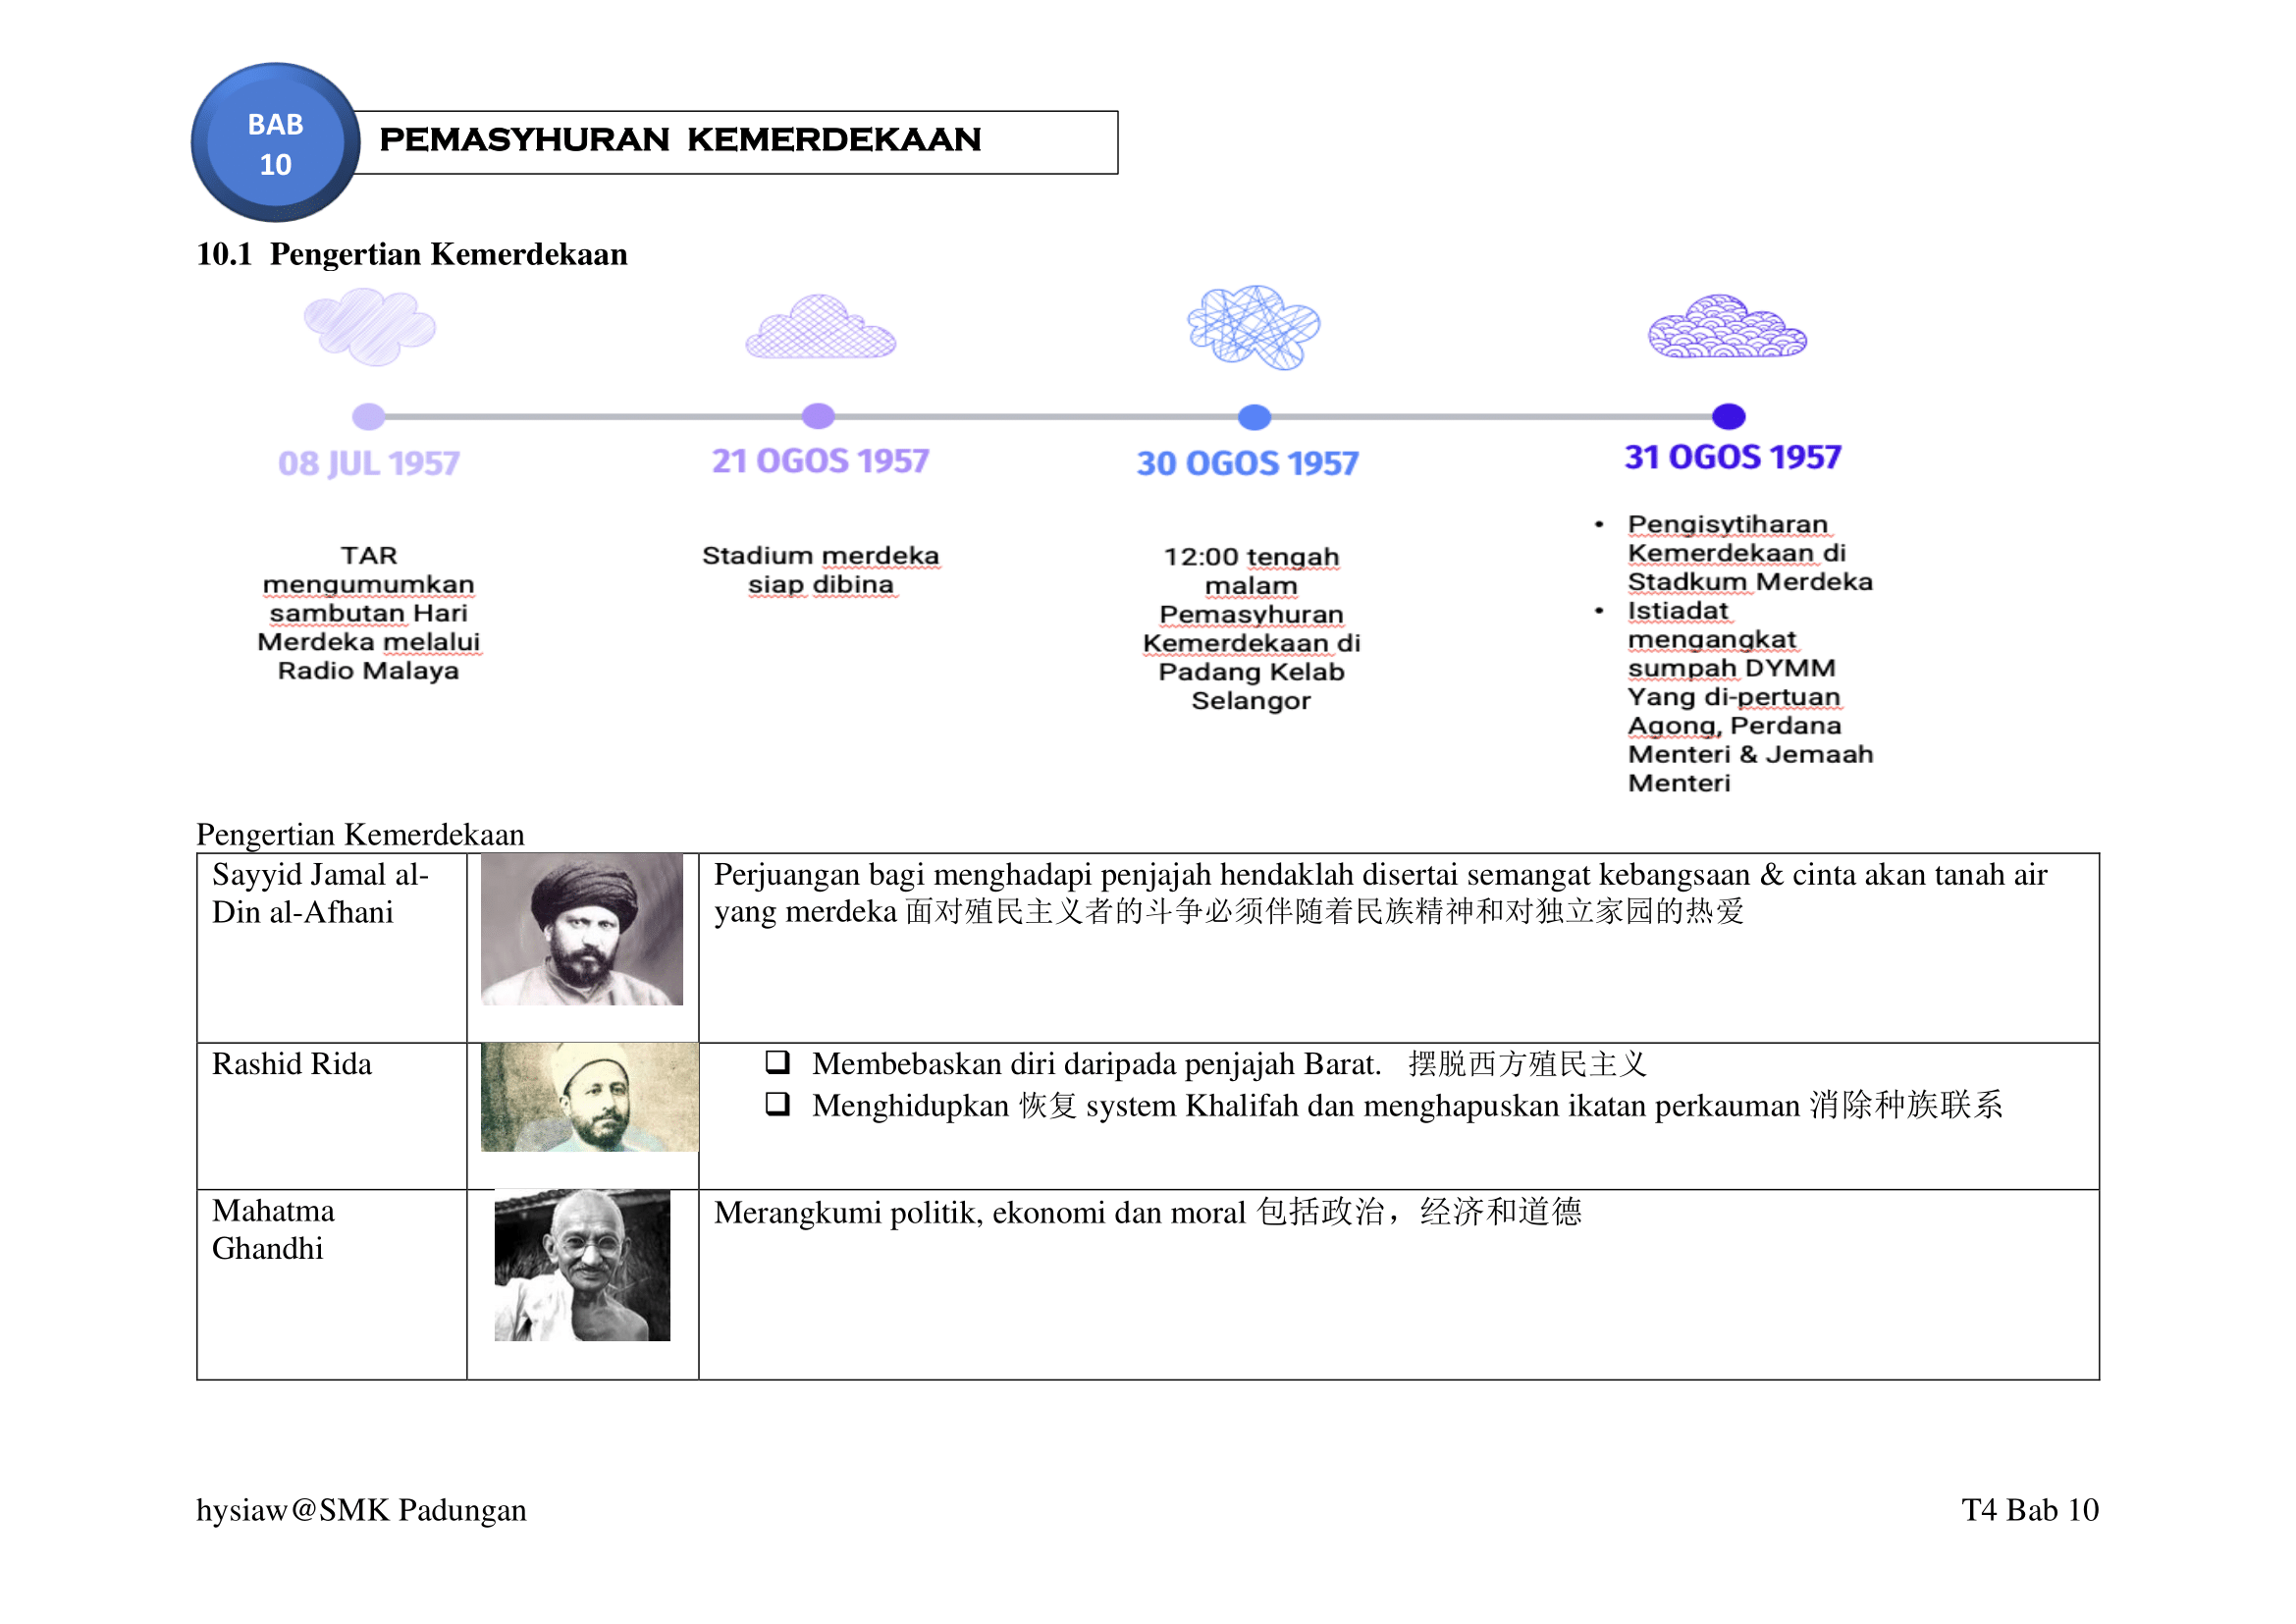 BAB
10
PEMASYHURAN KEMERDEKAAN
10.1 Pengertian Kemerdekaan
08 JUL 1957
21 OGOS 1957
30 OGOS 1957
31 OGOS 1957
TAR
mengumumkan
sambutan Hari
Merdeka melalui
Radio Malaya
Stadium merdeka
siap dibina
12:00 tengah
malam
Pemasyhuran
Kemerdekaan di
Padang Kelab
Selangor
• Pengisytiharan
Kemerdekaan di
Stadkum Merdeka
• Istiadat
mengangkat
sumpah DYMM
Yang di-pertuan
Agong, Perdana
Menteri & Jemaah
Menteri
Pengertian Kemerdekaan
Sayyid Jamal al-
Din al-Afhani
Perjuangan bagi menghadapi penjajah hendaklah disertai semangat kebangsaan & cinta akan tanah air
yang merdeka 面对殖民主义者的斗争必须伴随着民族精神和对独立家园的热爱
Rashid Rida
❑ Membebaskan diri daripada penjajah Barat. 摆脱西方殖民主义
❑ Menghidupkan 恢复 system Khalifah dan menghapuskan ikatan perkauman 消除种族联系
Mahatma
Ghandhi
Merangkumi politik, ekonomi dan moral 包括政治，经济和道德
hysiaw@SMK Padungan
T4 Bab 10